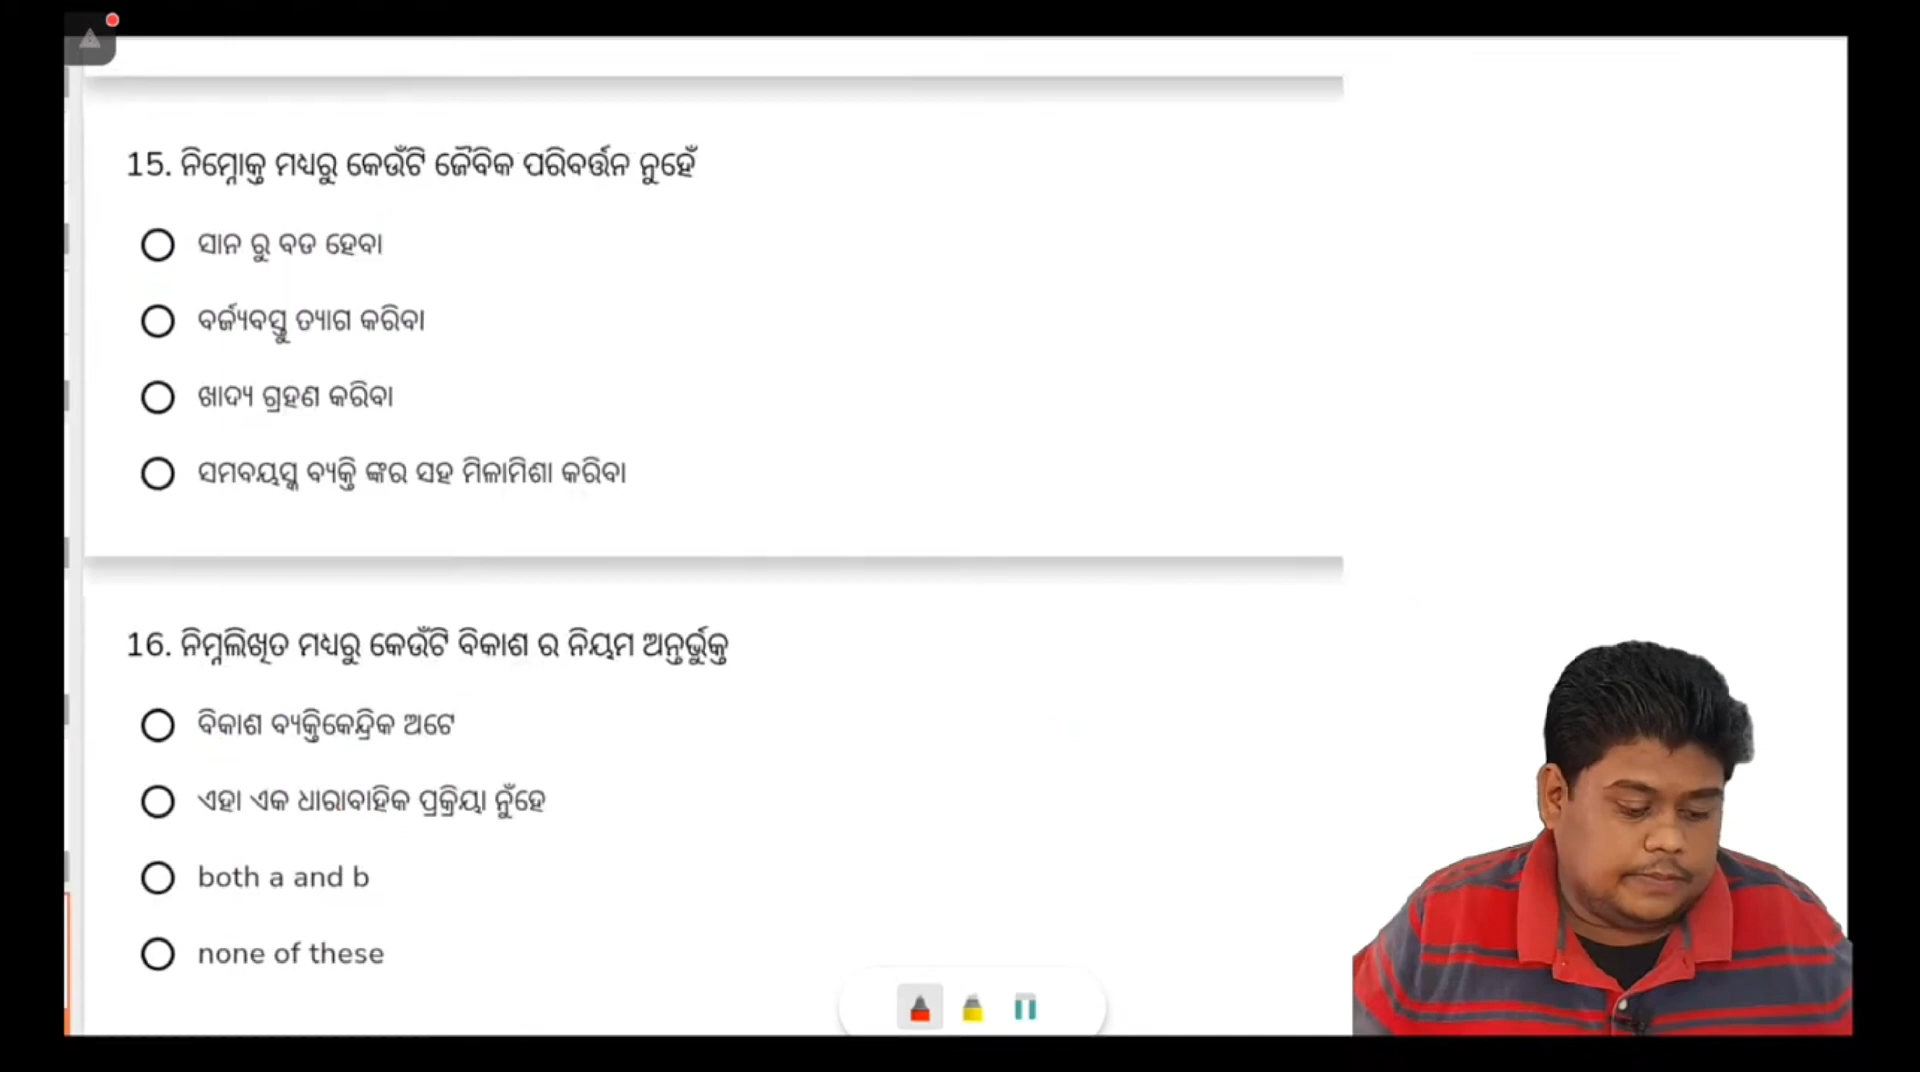 15. ନିମ୍ନୋକ୍ତ ମଧ୍ୟରୁ କେଉଁଟି ଜୈବିକ ପରିବର୍ତ୍ତନ ନୁହେଁ
ସାନ ରୁ ବଡ ହେବା
ବର୍ଜ୍ୟବସ୍ତୁ ତ୍ୟାଗ କରିବା
ଖାଦ୍ୟ ଗ୍ରହଣ କରିବା
ସମବୟସ୍କ ବ୍ୟକ୍ତି ଙ୍କର ସହ ମିଳାମିଶା କରିବା
16. ନିମ୍ନଲିଖିତ ମଧ୍ୟରୁ କେଉଁଟି ବିକାଶ ର ନିୟମ ଅନ୍ତର୍ଭୁକ୍ତ
ବିକାଶ ବ୍ୟକ୍ତିକେନ୍ଦ୍ରିକ ଅଟେ
ଏହା ଏକ ଧାରାବାହିକ ପ୍ରକ୍ରିୟା ନୁଁହେ
both a and b
none of these